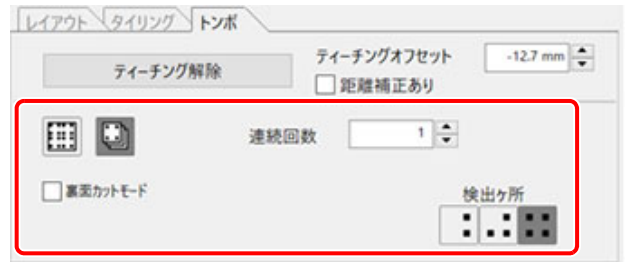 レイアウト タイリング トンボ
ティーチング解除 ティーチングオフセット -12.7 mm
距離補正あり
連続回数 1
裏面カットモード 検出ヶ所